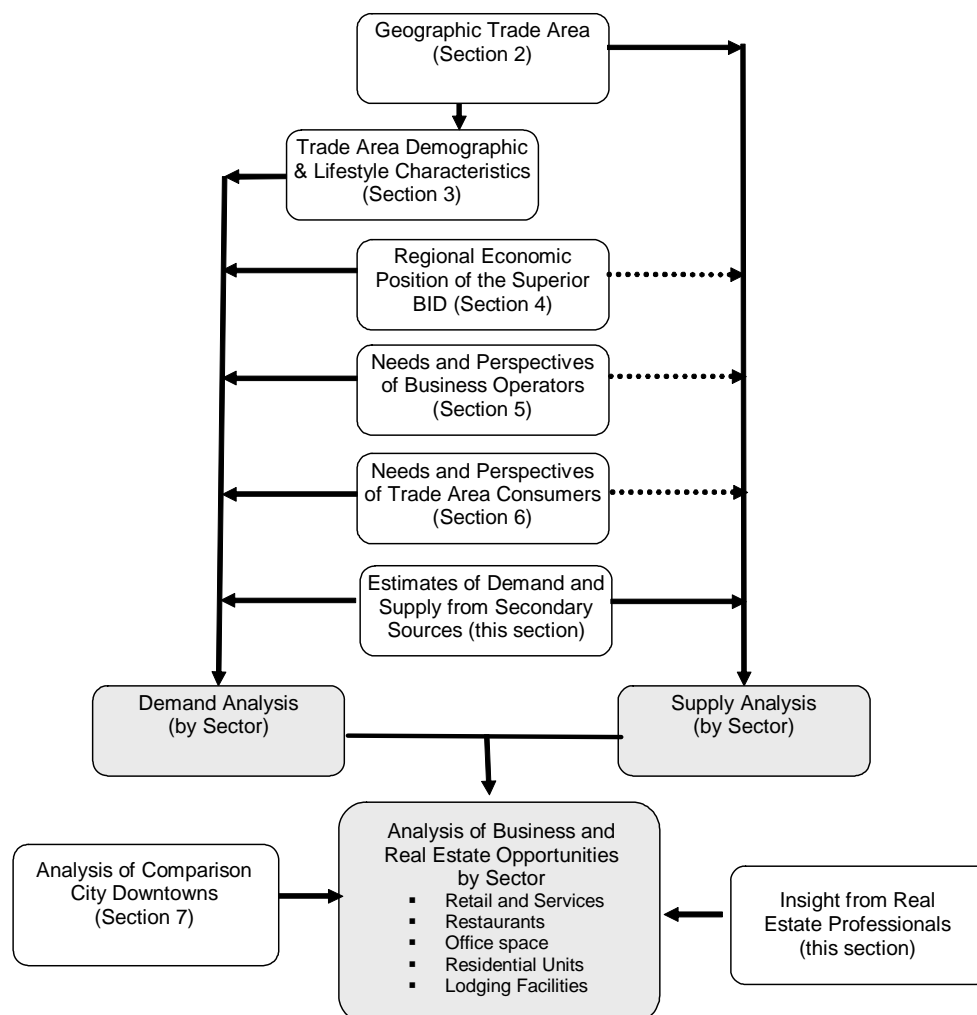 Geographic Trade Area
(Section 2)
Trade Area Demographic
& Lifestyle Characteristics
(Section 3)
Regional Economic
Position of the Superior
BID (Section 4)
Needs and Perspectives
of Business Operators
(Section 5)
Needs and Perspectives
of Trade Area Consumers
(Section 6)
Estimates of Demand and
Supply from Secondary
Sources (this section)
Demand Analysis
(by Sector)
Supply Analysis
(by Sector)
Analysis of Business and
Real Estate Opportunities
by Sector
▪ Retail and Services
▪ Restaurants
▪ Office space
▪ Residential Units
▪ Lodging Facilities
Analysis of Comparison
City Downtowns
(Section 7)
Insight from Real
Estate Professionals
(this section)